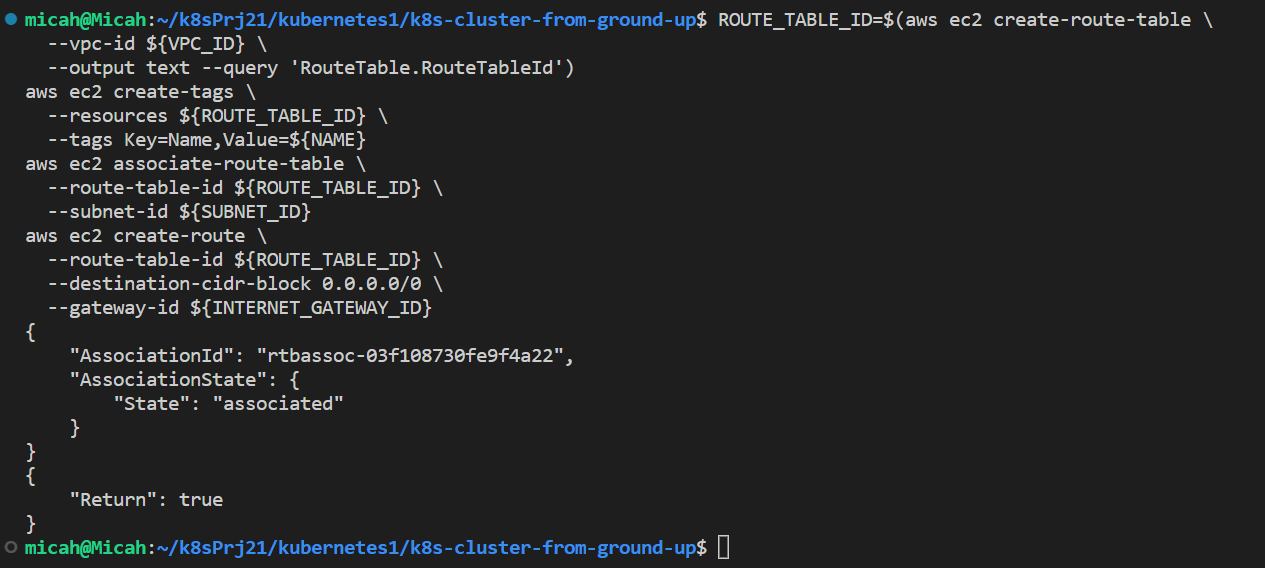 micah@Micah:~/k8sPrj21/kubernetes1/k8s-cluster-from-ground-up$ ROUTE_TABLE_ID=$(aws ec2 create-route-table \
  --vpc-id ${VPC_ID} \
  --output text --query 'RouteTable.RouteTableId')
aws ec2 create-tags \
  --resources ${ROUTE_TABLE_ID} \
  --tags Key=Name,Value=${NAME}
aws ec2 associate-route-table \
  --route-table-id ${ROUTE_TABLE_ID} \
  --subnet-id ${SUBNET_ID}
aws ec2 create-route \
  --route-table-id ${ROUTE_TABLE_ID} \
  --destination-cidr-block 0.0.0.0/0 \
  --gateway-id ${INTERNET_GATEWAY_ID}
{
    "AssociationId": "rtbassoc-03f108730fe9f4a22",
    "AssociationState": {
        "State": "associated"
    }
}
{
    "Return": true
}
micah@Micah:~/k8sPrj21/kubernetes1/k8s-cluster-from-ground-up$